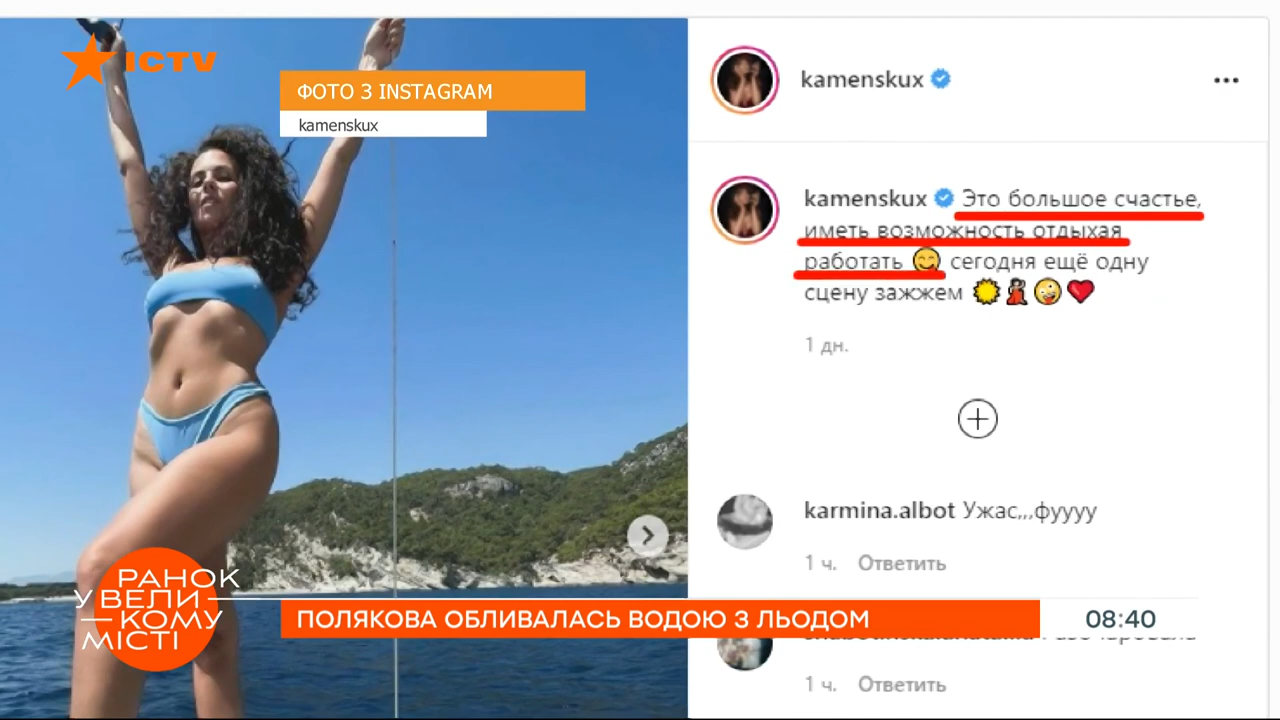 ICTV
ФОТО З INSTAGRAM
kamenskux
kamenskux
kamenskux Это большое счастье,
иметь возможность отдыхая
работать 😋 сегодня ещё одну
сцену зажжем ☀️💃🤪❤️
1 дн.
karmina.albot Ужас,,,фуууу
1 ч. Ответить
1 ч. Ответить
РАНОК
У ВЕЛИ
КОМУ
МІСТІ
ПОЛЯКОВА ОБЛИВАЛАСЬ ВОДОЮ З ЛЬОДОМ
08:40